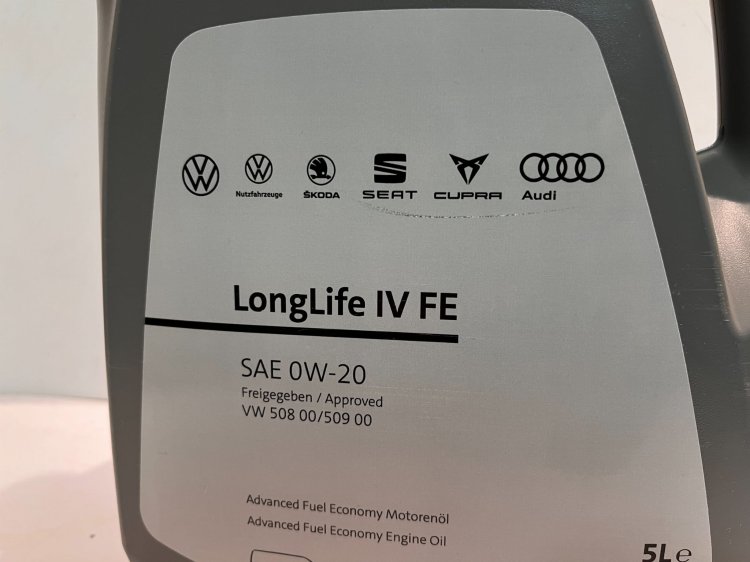 Nutzfahrzeuge ŠKODA SEAT CUPRA Audi
LongLife IV FE
SAE 0W-20
Freigegeben / Approved
VW 508 00/509 00
Advanced Fuel Economy Motorenöl
Advanced Fuel Economy Engine Oil
5L e